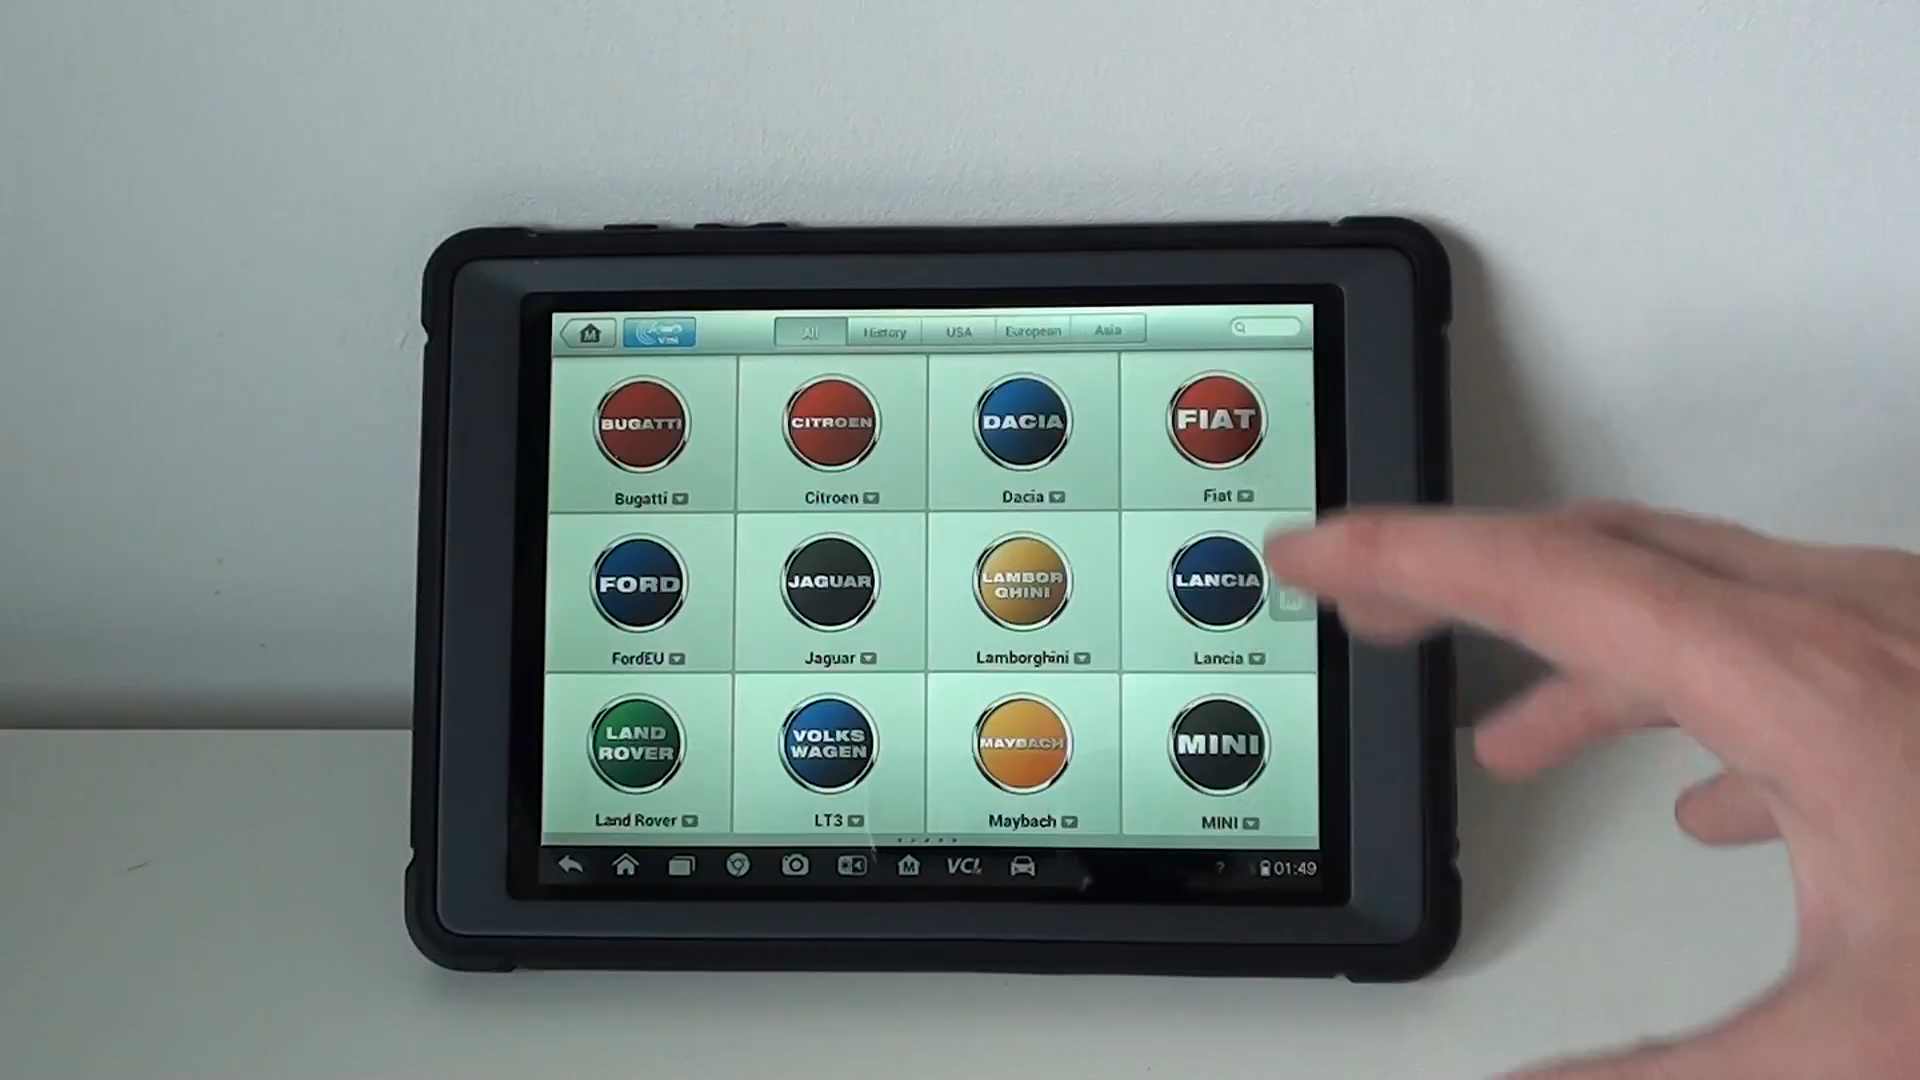 VIN
All
History
USA
European
Asia
BUGATTI
CITROEN
DACIA
FIAT
Bugatti
Citroen
Dacia
Fiat
FORD
JAGUAR
LAMBOR
GHINI
LANCIA
FordEU
Jaguar
Lamborghini
Lancia
LAND
ROVER
VOLKS
WAGEN
MAYBACH
MINI
Land Rover
LT3
Maybach
MINI
M
VCI
?
01:49